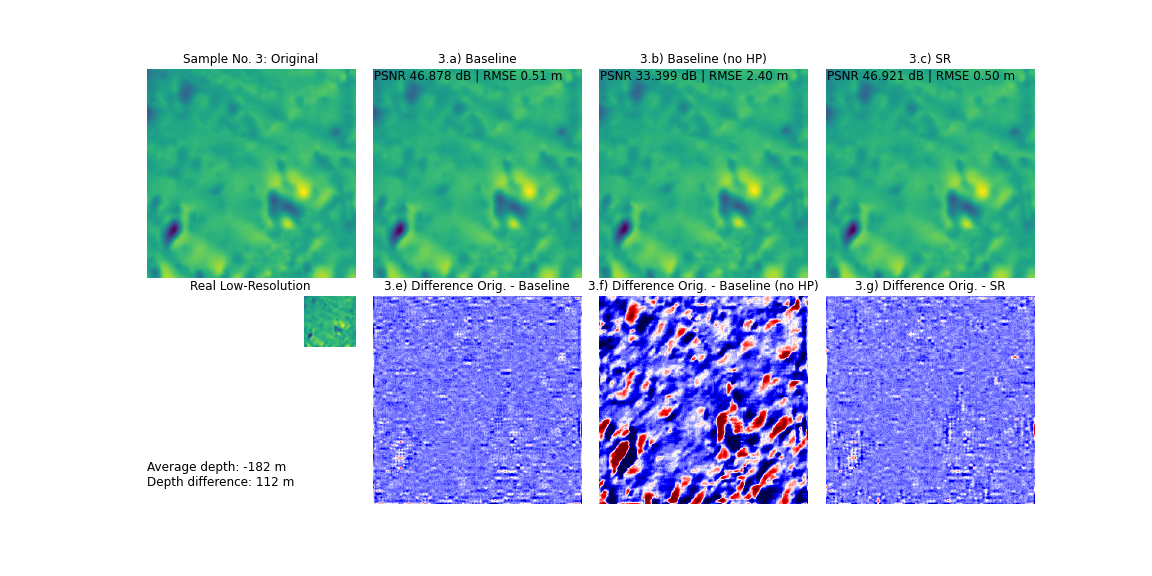 Sample No. 3: Original
3.a) Baseline
3.b) Baseline (no HP)
3.c) SR
PSNR 46.878 dB | RMSE 0.51 m
PSNR 33.399 dB | RMSE 2.40 m
PSNR 46.921 dB | RMSE 0.50 m
Real Low-Resolution
3.e) Difference Orig. - Baseline
3.f) Difference Orig. - Baseline (no HP)
3.g) Difference Orig. - SR
Average depth: -182 m
Depth difference: 112 m